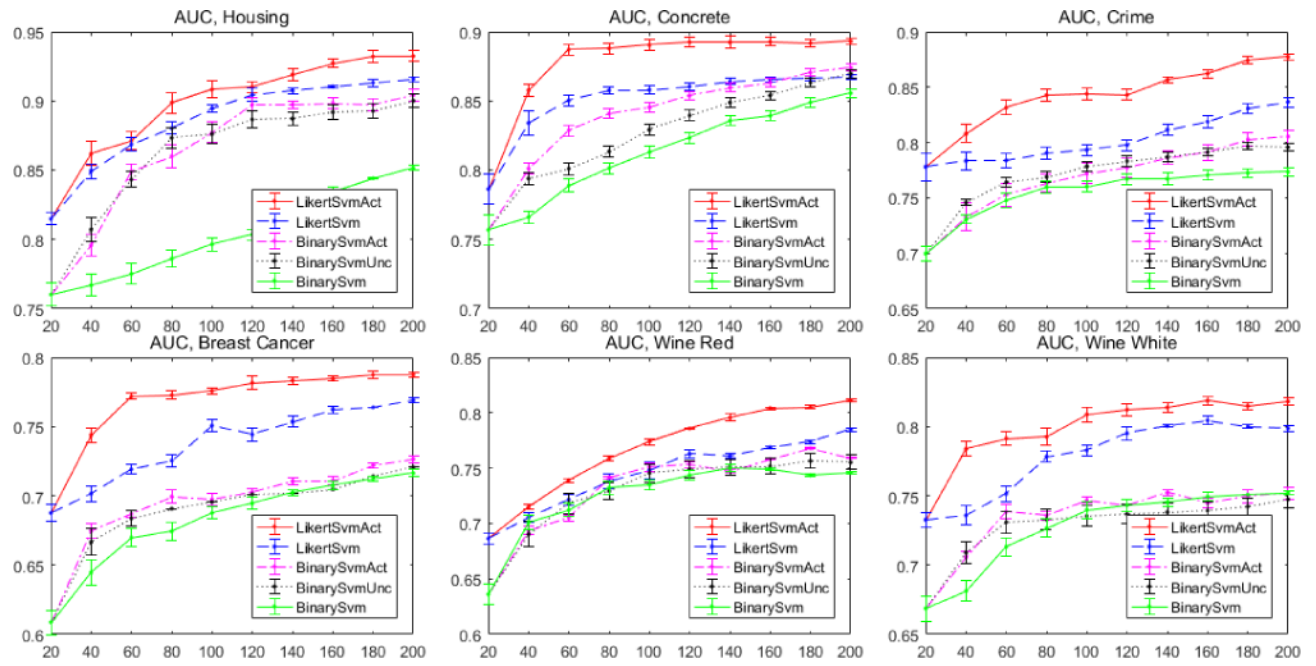 AUC, Housing
0.95
0.9
0.85
0.8
0.75
20 40 60 80 100 120 140 160 180 200
LikertSvmAct
LikertSvm
BinarySvmAct
BinarySvmUnc
BinarySvm
AUC, Concrete
0.9
0.85
0.8
0.75
0.7
20 40 60 80 100 120 140 160 180 200
LikertSvmAct
LikertSvm
BinarySvmAct
BinarySvmUnc
BinarySvm
AUC, Crime
0.9
0.85
0.8
0.75
0.7
0.65
20 40 60 80 100 120 140 160 180 200
LikertSvmAct
LikertSvm
BinarySvmAct
BinarySvmUnc
BinarySvm
AUC, Breast Cancer
0.8
0.75
0.7
0.65
0.6
20 40 60 80 100 120 140 160 180 200
LikertSvmAct
LikertSvm
BinarySvmAct
BinarySvmUnc
BinarySvm
AUC, Wine Red
0.85
0.8
0.75
0.7
0.65
0.6
20 40 60 80 100 120 140 160 180 200
LikertSvmAct
LikertSvm
BinarySvmAct
BinarySvmUnc
BinarySvm
AUC, Wine White
0.85
0.8
0.75
0.7
0.65
20 40 60 80 100 120 140 160 180 200
LikertSvmAct
LikertSvm
BinarySvmAct
BinarySvmUnc
BinarySvm